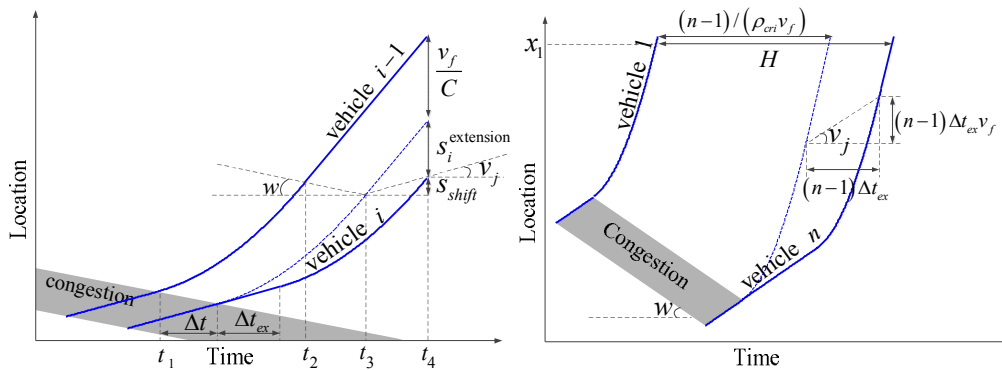 Location
vehicle i−1
v_f / C
s_i^extension
v_j
s_shift
w
vehicle i
congestion
Δt
Δt_ex
t_1
Time
t_2
t_3
t_4
(n−1)/(ρ_cri v_f)
x_1
H
vehicle 1
(n−1)Δt_ex v_f
v_j
(n−1)Δt_ex
Location
Congestion
vehicle n
w
Time